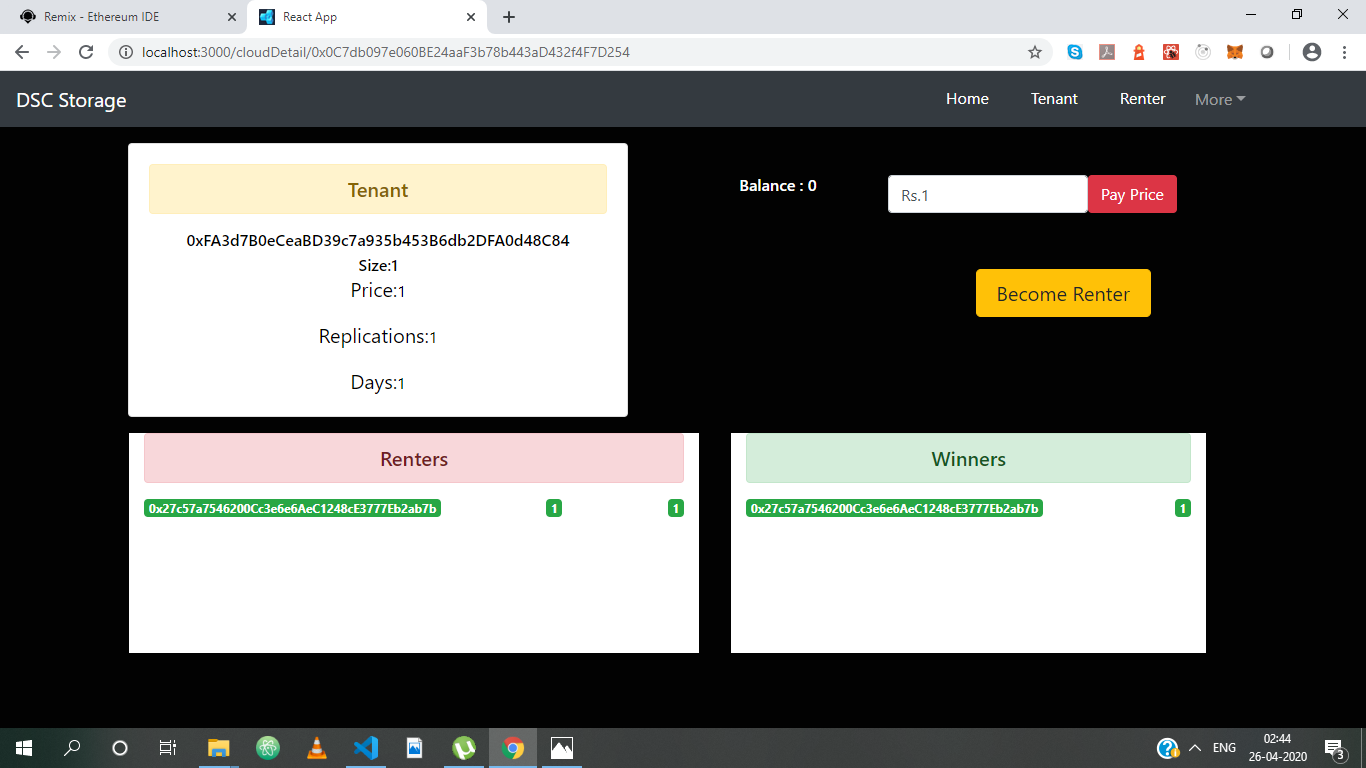 Remix - Ethereum IDE
React App
localhost:3000/cloudDetail/0x0C7db097e060BE24aaF3b78b443aD432f4F7D254
DSC Storage
Home
Tenant
Renter
More
Tenant
0xFA3d7B0eCeaBD39c7a935b453B6db2DFA0d48C84
Size:1
Price:1
Replications:1
Days:1
Balance : 0
Rs.1
Pay Price
Become Renter
Renters
0x27c57a7546200Cc3e6e6AeC1248cE3777Eb2ab7b 1 1
Winners
0x27c57a7546200Cc3e6e6AeC1248cE3777Eb2ab7b 1
ENG
02:44
26-04-2020
3